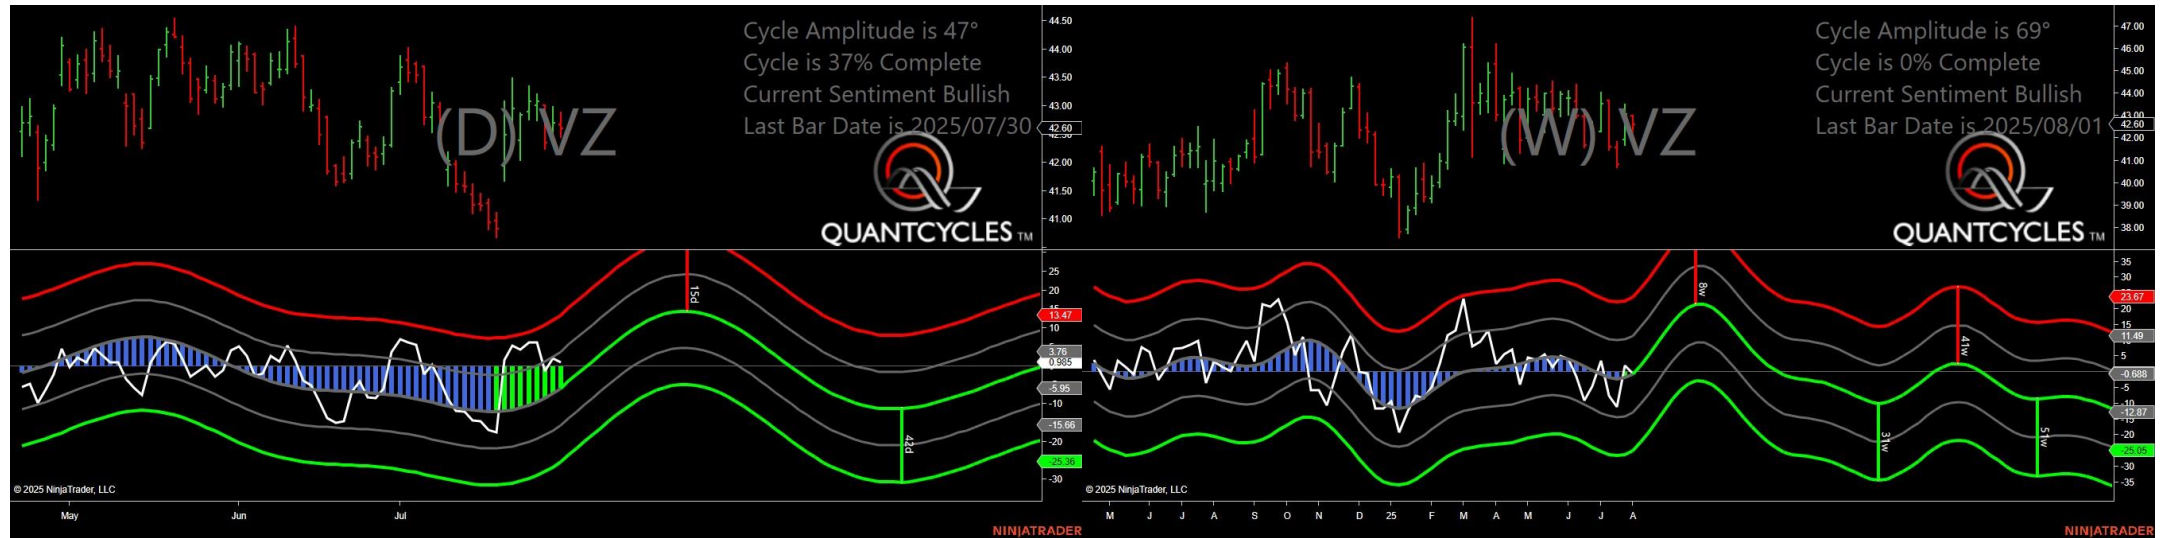 Cycle Amplitude is 47°
Cycle is 37% Complete
Current Sentiment Bullish
Last Bar Date is 2025/07/30
(D) VZ
QUANTCYCLES TM
44.50
44.00
43.50
43.00
42.60
42.00
41.50
41.00
15d
42d
25
20
13.47
10
3.76
0.985
-5.95
-10
-15.66
-20
-25.36
-30
© 2025 NinjaTrader, LLC
May Jun Jul
NINJATRADER
Cycle Amplitude is 69°
Cycle is 0% Complete
Current Sentiment Bullish
Last Bar Date is 2025/08/01
(W) VZ
QUANTCYCLES TM
47.00
46.00
45.00
44.00
43.00
42.60
42.00
41.00
40.00
39.00
38.00
8w
41w
31w
51w
35
30
23.67
20
15
11.49
5
-0.688
-5
-12.87
-20
-25.05
-30
-35
© 2025 NinjaTrader, LLC
M J J A S O N D 25 F M A M J J A
NINJATRADER